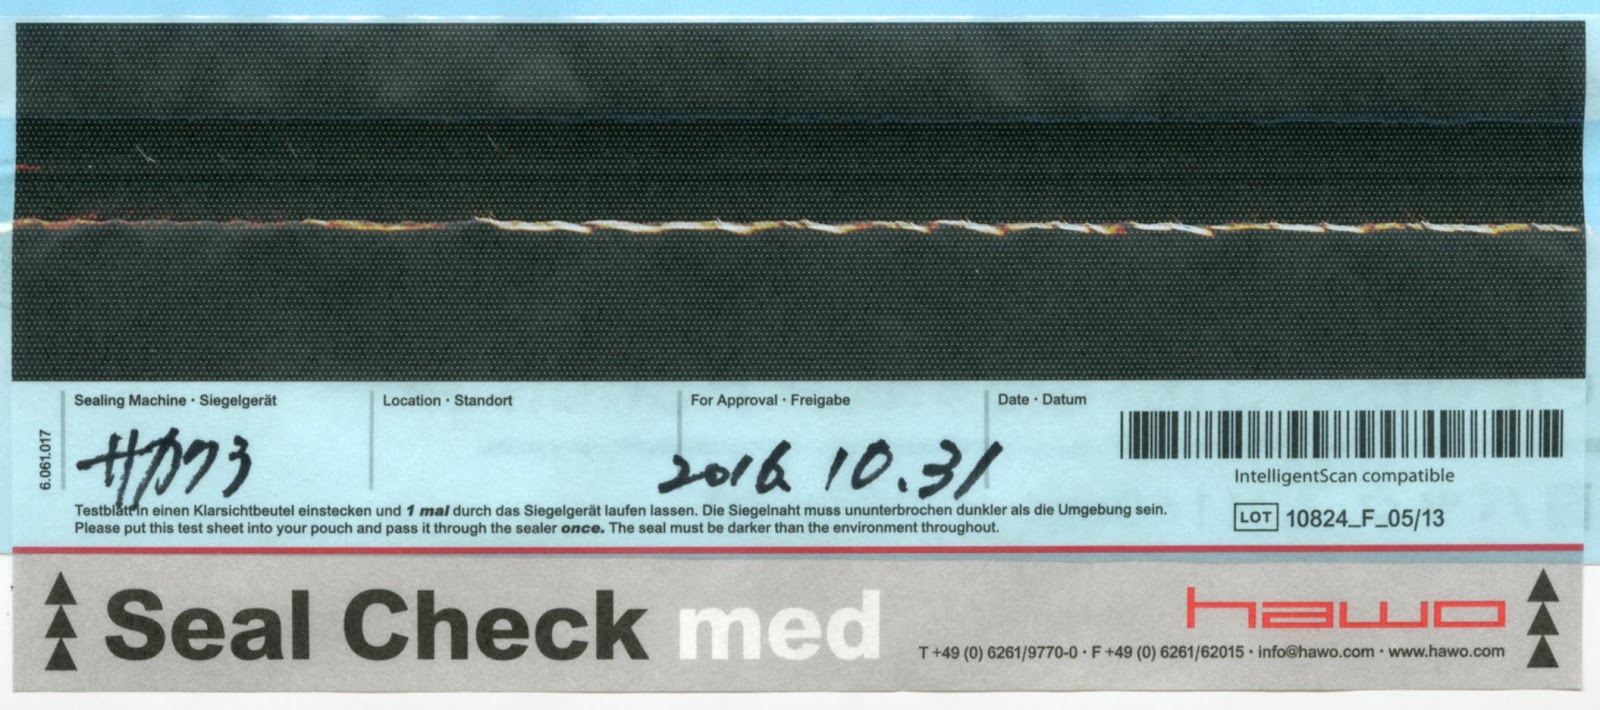 Sealing Machine · Siegelgerät
Location · Standort
For Approval · Freigabe
Date · Datum
6.061.017
2016 10.31
IntelligentScan compatible
Testblatt in einen Klarsichtbeutel einstecken und 1 mal durch das Siegelgerät laufen lassen. Die Siegelnaht muss ununterbrochen dunkler als die Umgebung sein.
Please put this test sheet into your pouch and pass it through the sealer once. The seal must be darker than the environment throughout.
LOT 10824_F_05/13
Seal Check med
hawo
T +49 (0) 6261/9770-0 · F +49 (0) 6261/62015 · info@hawo.com · www.hawo.com